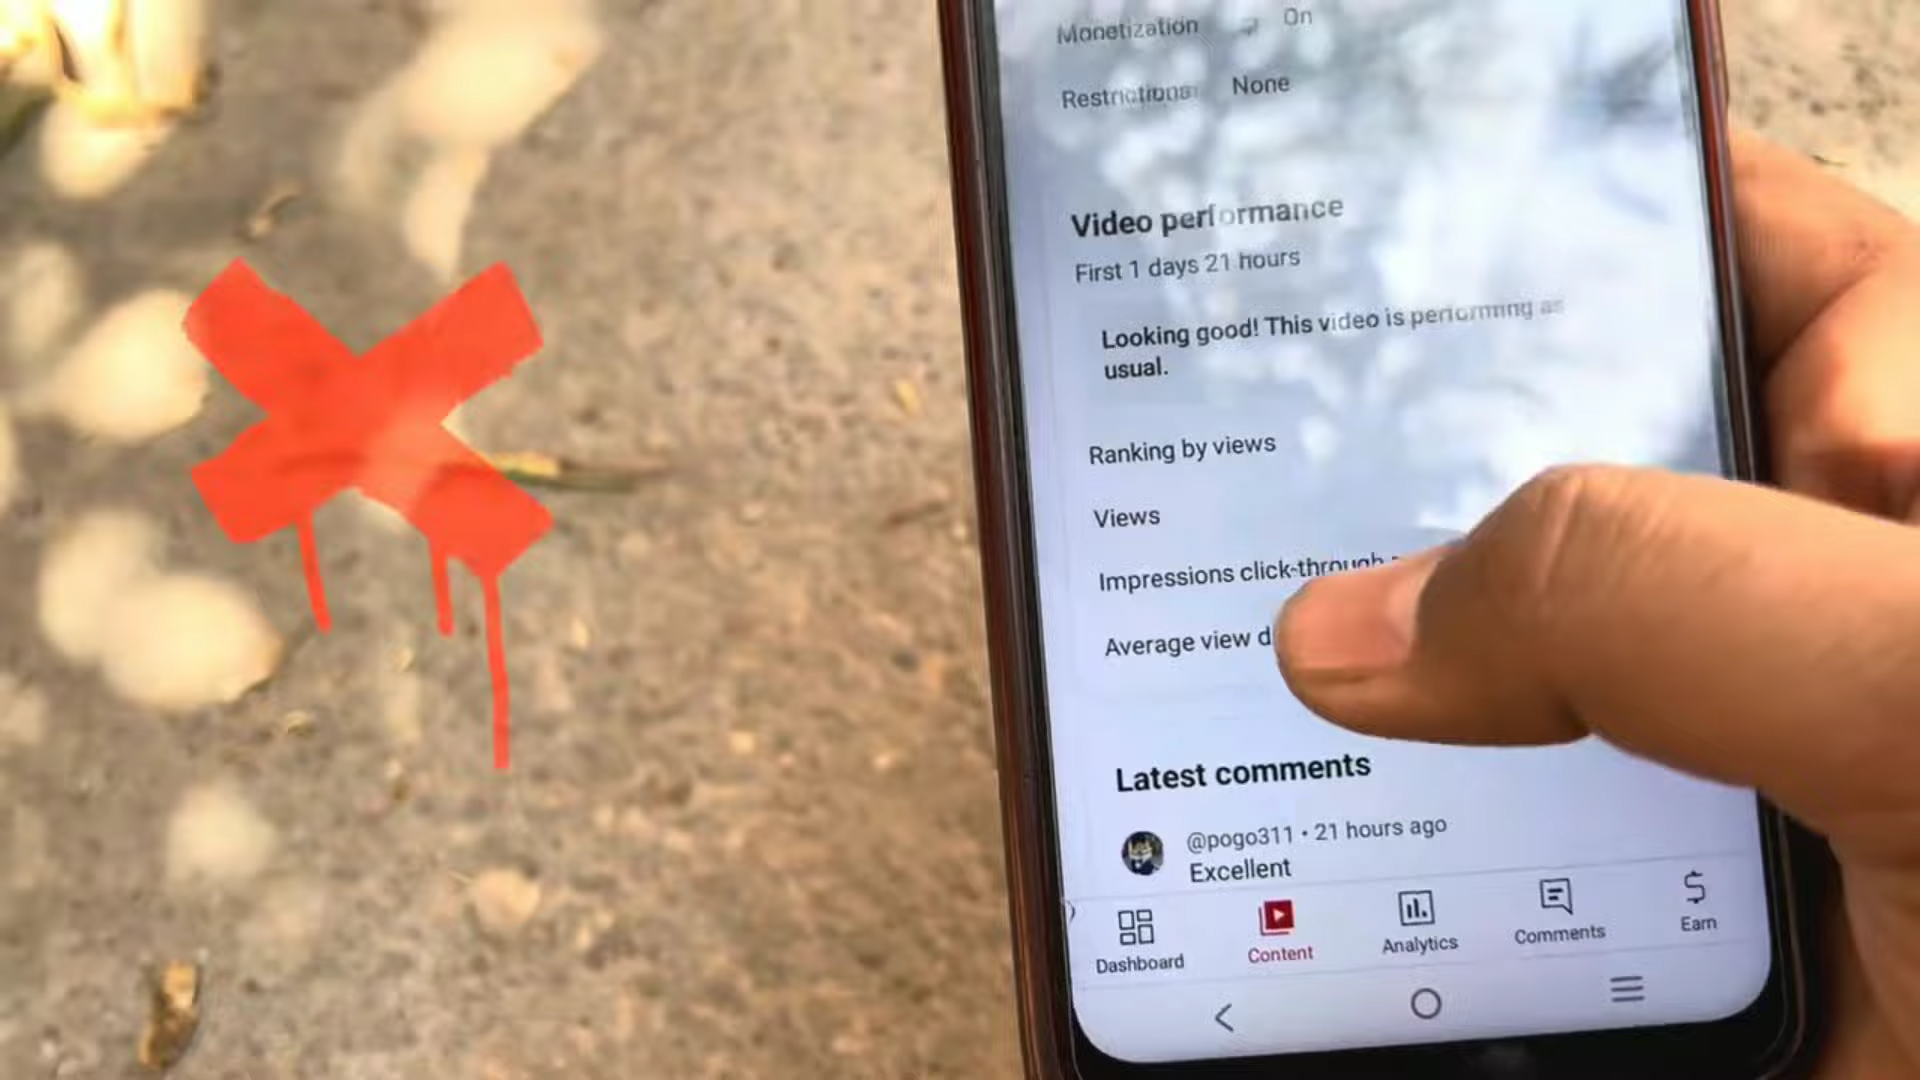 Monetization On
Restrictions None
Video performance
First 1 days 21 hours
Looking good! This video is performing as
usual.
Ranking by views
Views
Impressions click-through
Average view
Latest comments
@pogo311 • 21 hours ago
Excellent
Dashboard Content Analytics Comments Earn